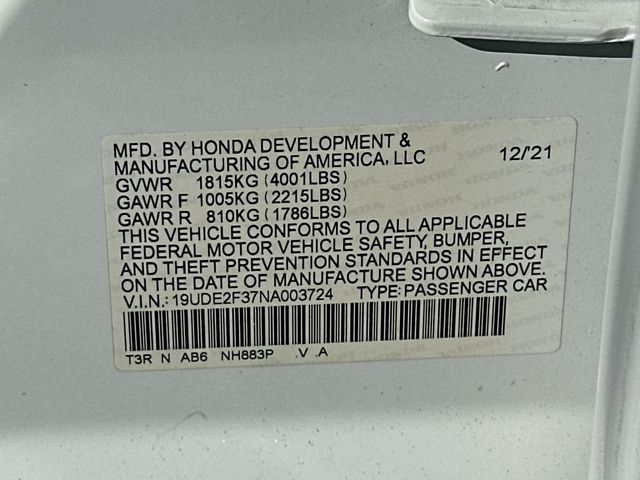 MFD. BY HONDA DEVELOPMENT &
MANUFACTURING OF AMERICA, LLC 12/'21
GVWR 1815KG (4001LBS)
GAWR F 1005KG (2215LBS)
GAWR R 810KG (1786LBS)
THIS VEHICLE CONFORMS TO ALL APPLICABLE
FEDERAL MOTOR VEHICLE SAFETY, BUMPER,
AND THEFT PREVENTION STANDARDS IN EFFECT
ON THE DATE OF MANUFACTURE SHOWN ABOVE.
V.I.N.: 19UDE2F37NA003724 TYPE: PASSENGER CAR
T3R N AB6 NH883P .V .A